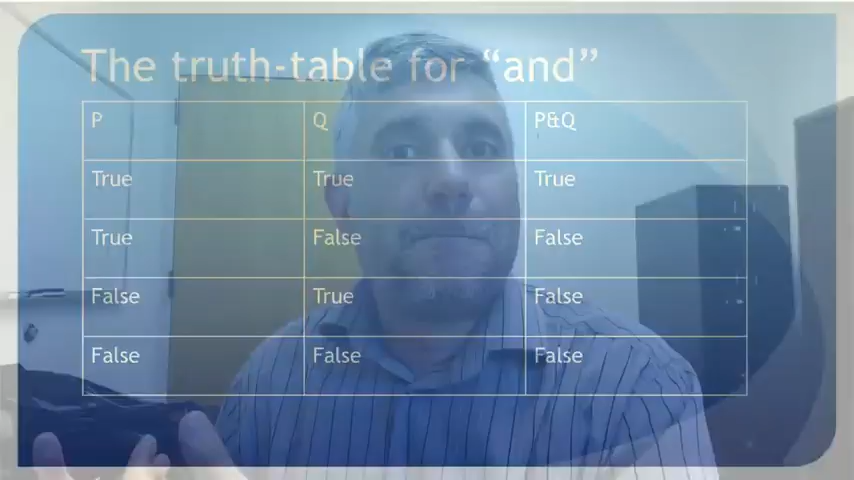 The truth-table for “and”
P Q P&Q
True True True
True False False
False True False
False False False